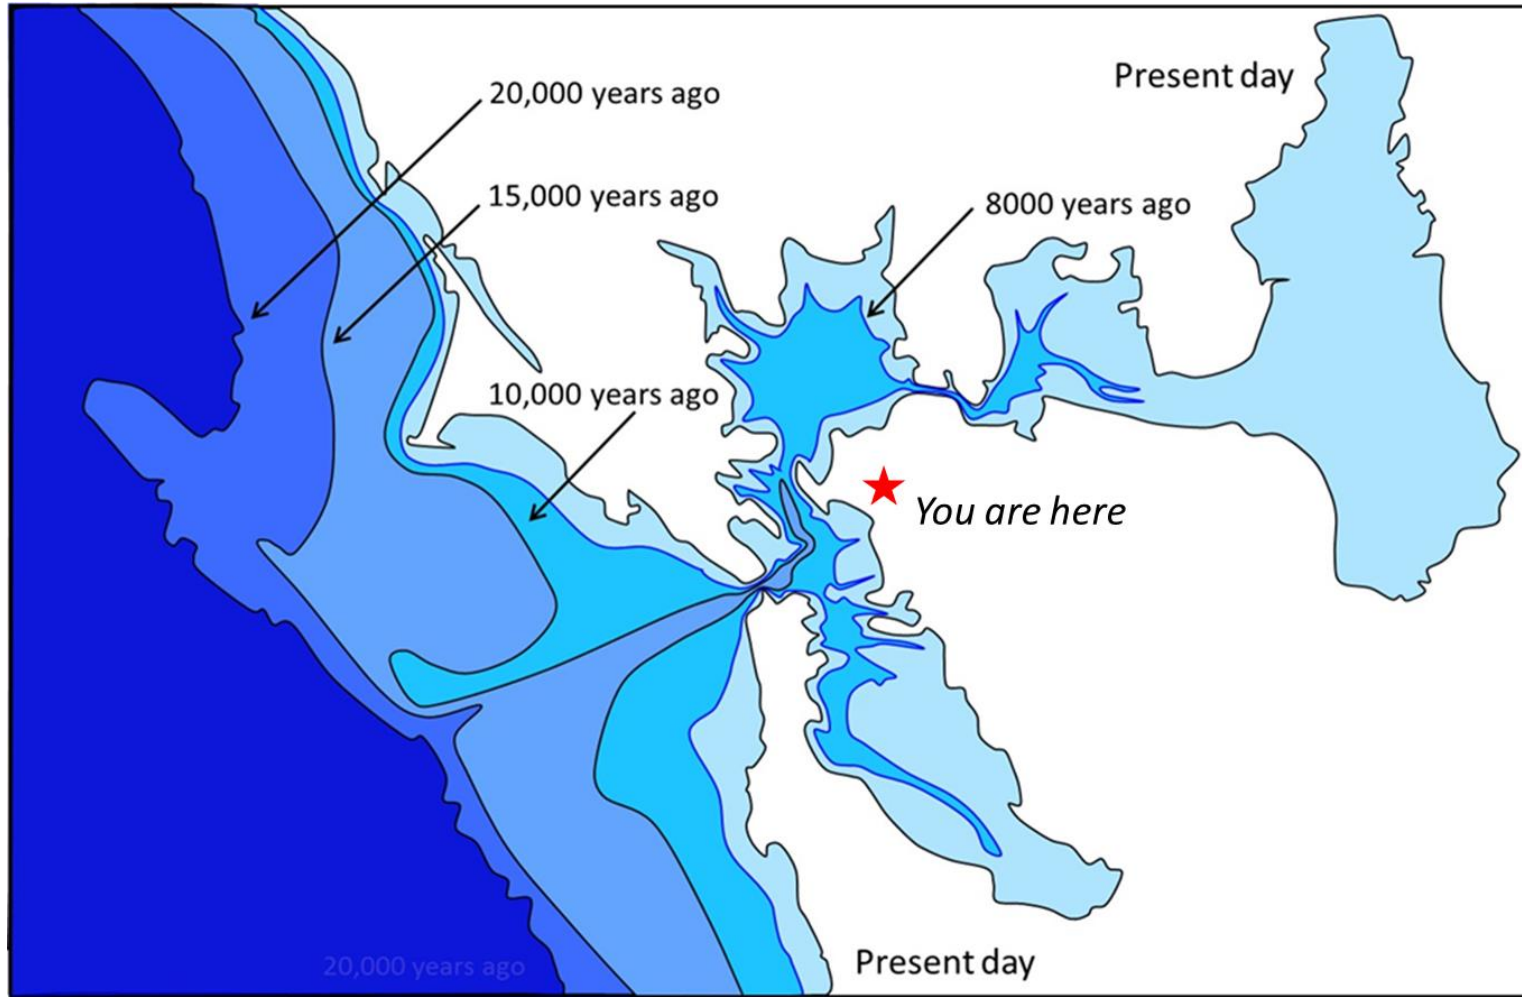 Present day
20,000 years ago
15,000 years ago
8000 years ago
10,000 years ago
You are here
Present day
20,000 years ago